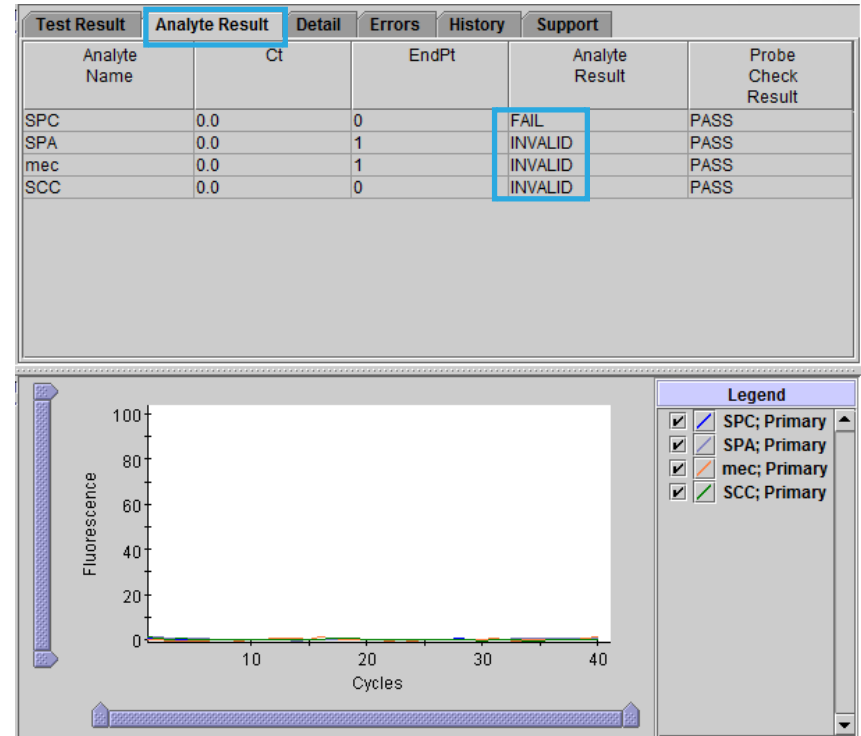 Test Result Analyte Result Detail Errors History Support
Analyte Name Ct EndPt Analyte Result Probe Check Result
SPC 0.0 0 FAIL PASS
SPA 0.0 1 INVALID PASS
mec 0.0 1 INVALID PASS
SCC 0.0 0 INVALID PASS
Legend
SPC; Primary
SPA; Primary
mec; Primary
SCC; Primary
100
80
60
40
20
0
Fluorescence
10 20 30 40
Cycles